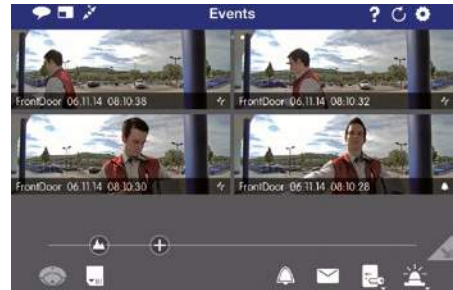 Events
?
FrontDoor 06.11.14 08:10:38
FrontDoor 06.11.14 08:10:32
FrontDoor 06.11.14 08:10:30
FrontDoor 06.11.14 08:10:28